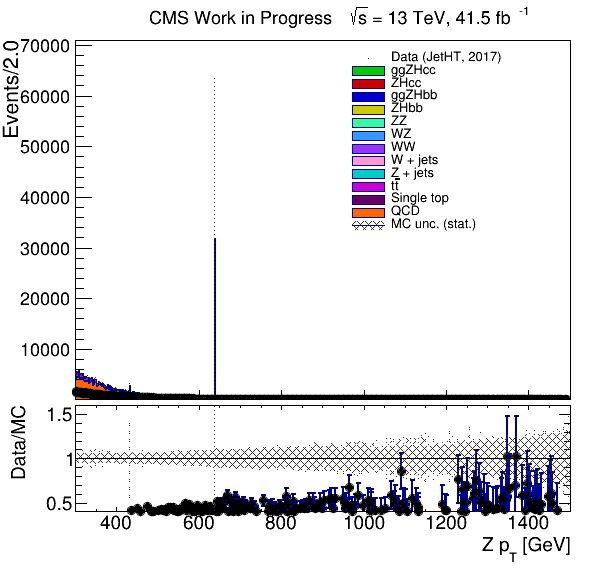 CMS Work in Progress √s = 13 TeV, 41.5 fb -1
Events/2.0
70000
60000
50000
40000
30000
20000
10000
Data (JetHT, 2017)
ggZHcc
ZHcc
ggZHbb
ZHbb
ZZ
WZ
WW
W + jets
Z + jets
tt̅
Single top
QCD
MC unc. (stat.)
Data/MC
1.5
1
0.5
400 600 800 1000 1200 1400
Z pT [GeV]